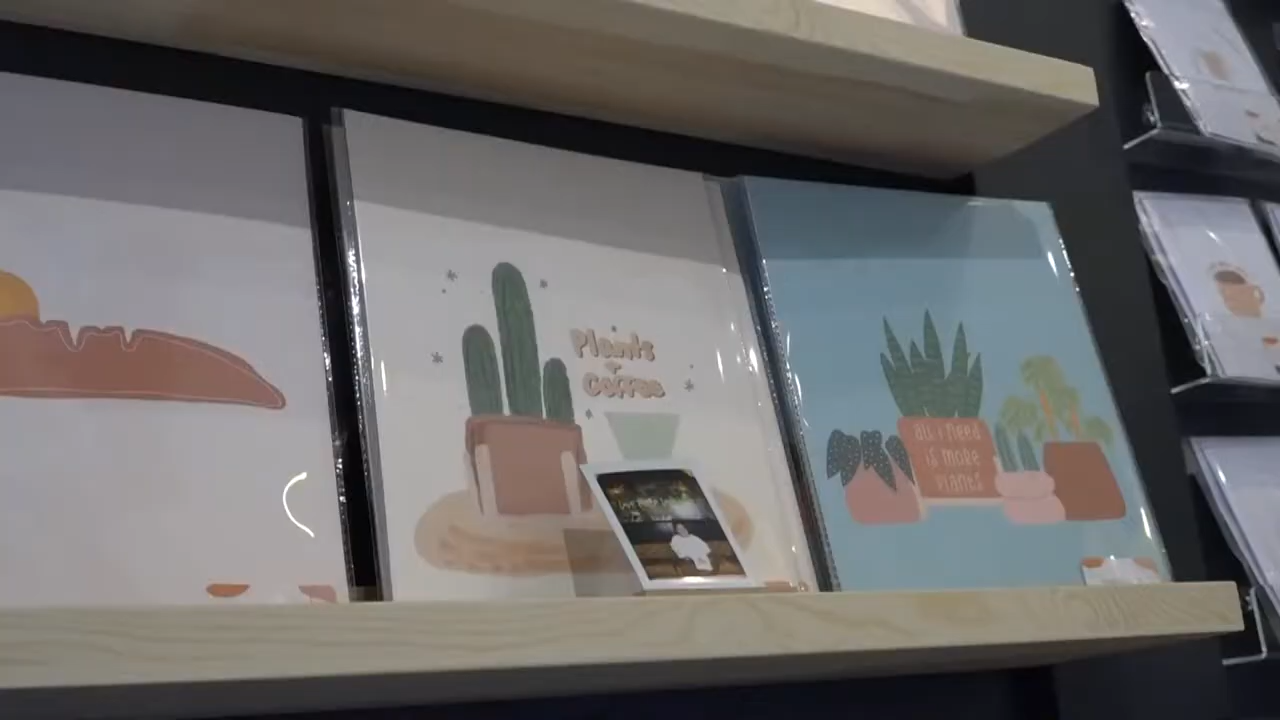 Plants
+
Coffee
all i need
is more
plants